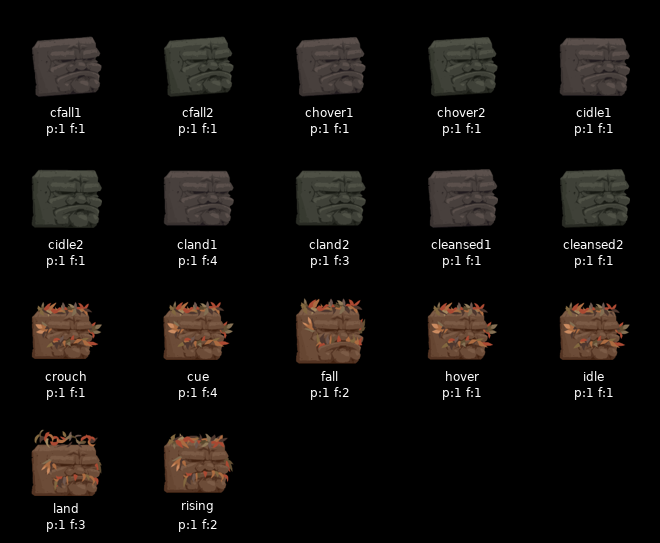 cfall1 cfall2 chover1 chover2 cidle1
p:1 f:1 p:1 f:1 p:1 f:1 p:1 f:1 p:1 f:1
cidle2 cland1 cland2 cleansed1 cleansed2
p:1 f:1 p:1 f:4 p:1 f:3 p:1 f:1 p:1 f:1
crouch cue fall hover idle
p:1 f:1 p:1 f:4 p:1 f:2 p:1 f:1 p:1 f:1
land rising
p:1 f:3 p:1 f:2